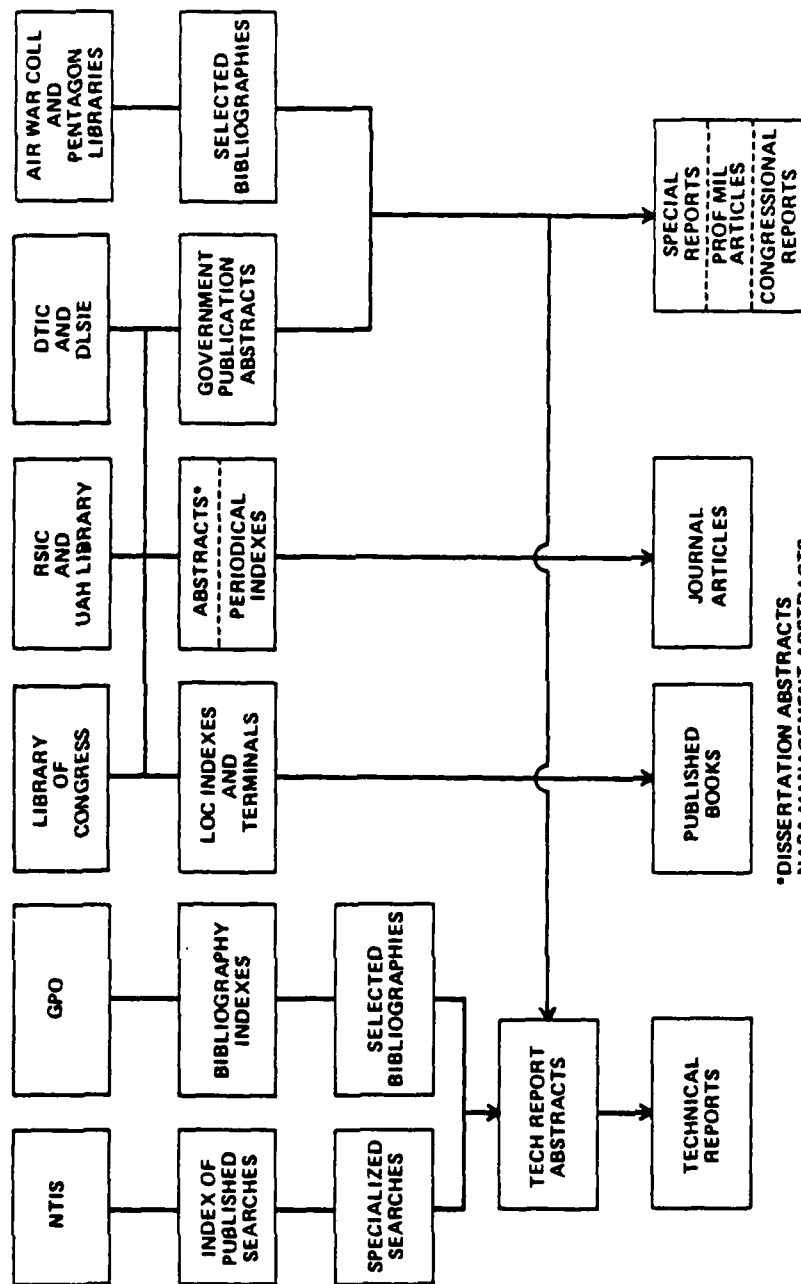 NTIS
GPO
LIBRARY
OF
CONGRESS
RSIC
AND
UAH LIBRARY
DTIC
AND
DLSIE
AIR WAR COLL
AND
PENTAGON
LIBRARIES
INDEX OF
PUBLISHED
SEARCHES
BIBLIOGRAPHY
INDEXES
LOC INDEXES
AND
TERMINALS
ABSTRACTS*
PERIODICAL
INDEXES
GOVERNMENT
PUBLICATION
ABSTRACTS
SELECTED
BIBLIOGRAPHIES
SPECIALIZED
SEARCHES
SELECTED
BIBLIOGRAPHIES
TECH REPORT
ABSTRACTS
TECHNICAL
REPORTS
PUBLISHED
BOOKS
JOURNAL
ARTICLES
SPECIAL
REPORTS
PROF MIL
ARTICLES
CONGRESSIONAL
REPORTS
*DISSERTATION ABSTRACTS
NASA MANAGEMENT ABSTRACTS